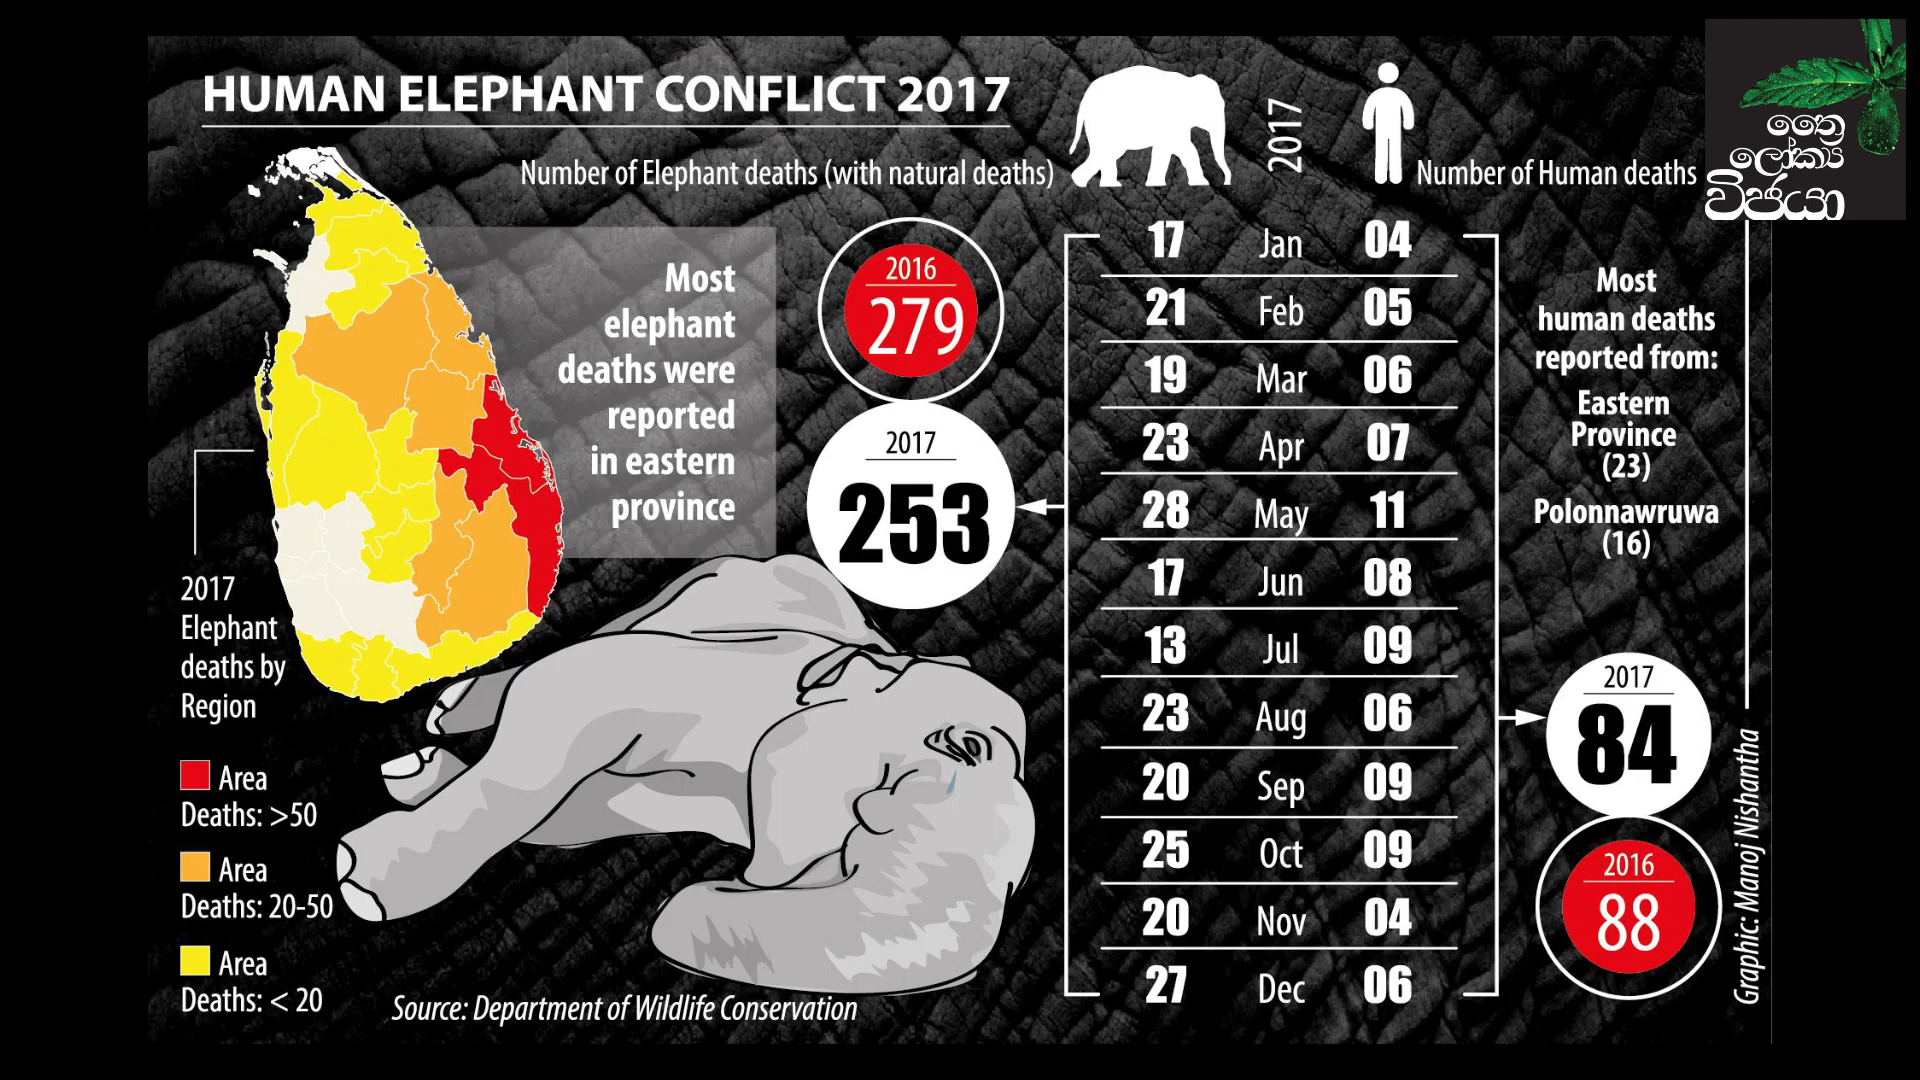 HUMAN ELEPHANT CONFLICT 2017
Number of Elephant deaths (with natural deaths)
2017
Number of Human deaths
ත්‍රෛ
ලෝක්‍ය
විජයා
Most
elephant
deaths were
reported
in eastern
province
2016
279
2017
253
17 Jan 04
21 Feb 05
19 Mar 06
23 Apr 07
28 May 11
17 Jun 08
13 Jul 09
23 Aug 06
20 Sep 09
25 Oct 09
20 Nov 04
27 Dec 06
Most
human deaths
reported from:
Eastern
Province
(23)
Polonnawruwa
(16)
2017
84
2016
88
2017
Elephant
deaths by
Region
Area
Deaths: >50
Area
Deaths: 20-50
Area
Deaths: < 20
Source: Department of Wildlife Conservation
Graphic: Manoj Nishantha